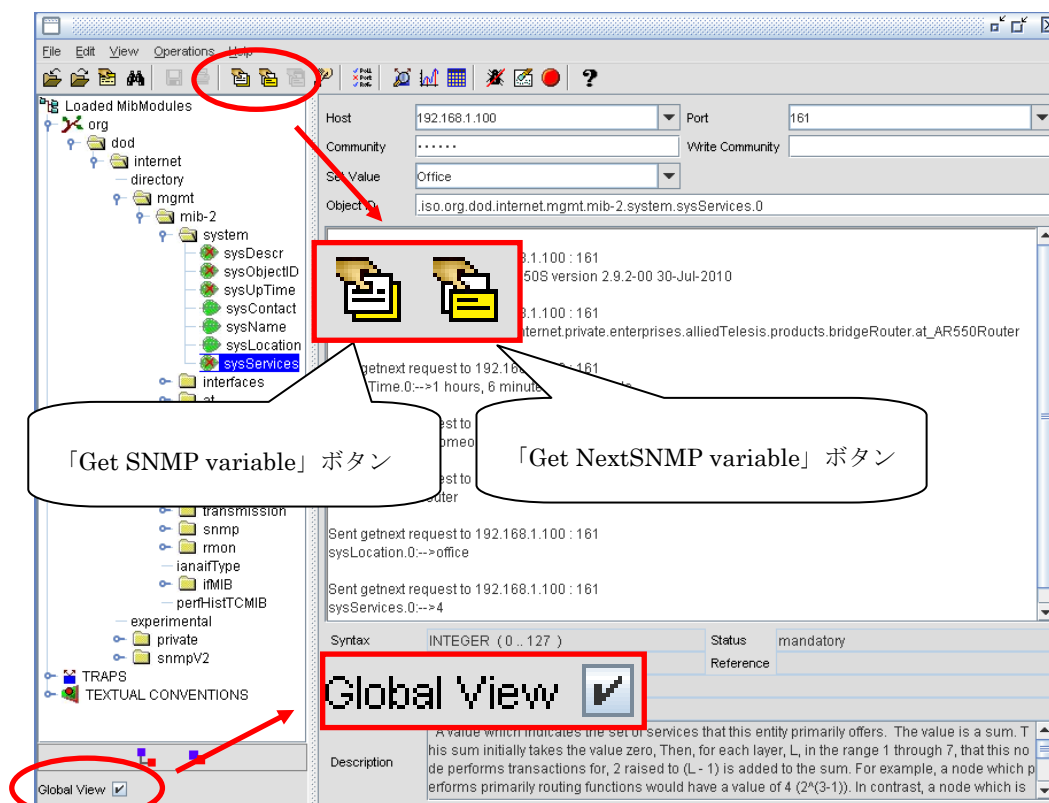 File Edit View Operations Help
Loaded MibModules
org
dod
internet
directory
mgmt
mib-2
system
sysDescr
sysObjectID
sysUpTime
sysContact
sysName
sysLocation
sysServices
interfaces
at
transmission
snmp
rmon
ianaifType
ifMIB
perfHistTCMIB
experimental
private
snmpV2
TRAPS
TEXTUAL CONVENTIONS
Global View
Host 192.168.1.100 Port 161
Community ······ Write Community
Set Value Office
Object ID .iso.org.dod.internet.mgmt.mib-2.system.sysServices.0
.1.100 : 161
50S version 2.9.2-00 30-Jul-2010
.1.100 : 161
ternet.private.enterprises.alliedTelesis.products.bridgeRouter.at_AR550Router
getnext request to 192.168 : 161
Time.0:-->1 hours, 6 minute
est to
omeo
est to
uter
Sent getnext request to 192.168.1.100 : 161
sysLocation.0:-->office
Sent getnext request to 192.168.1.100 : 161
sysServices.0:-->4
「Get SNMP variable」ボタン
「Get NextSNMP variable」ボタン
Syntax INTEGER ( 0 .. 127 ) Status mandatory
Reference
Global View
Description
A value which indicates the set of services that this entity primarily offers. The value is a sum. T
his sum initially takes the value zero, Then, for each layer, L, in the range 1 through 7, that this no
de performs transactions for, 2 raised to (L - 1) is added to the sum. For example, a node which p
erforms primarily routing functions would have a value of 4 (2^(3-1)). In contrast, a node which is